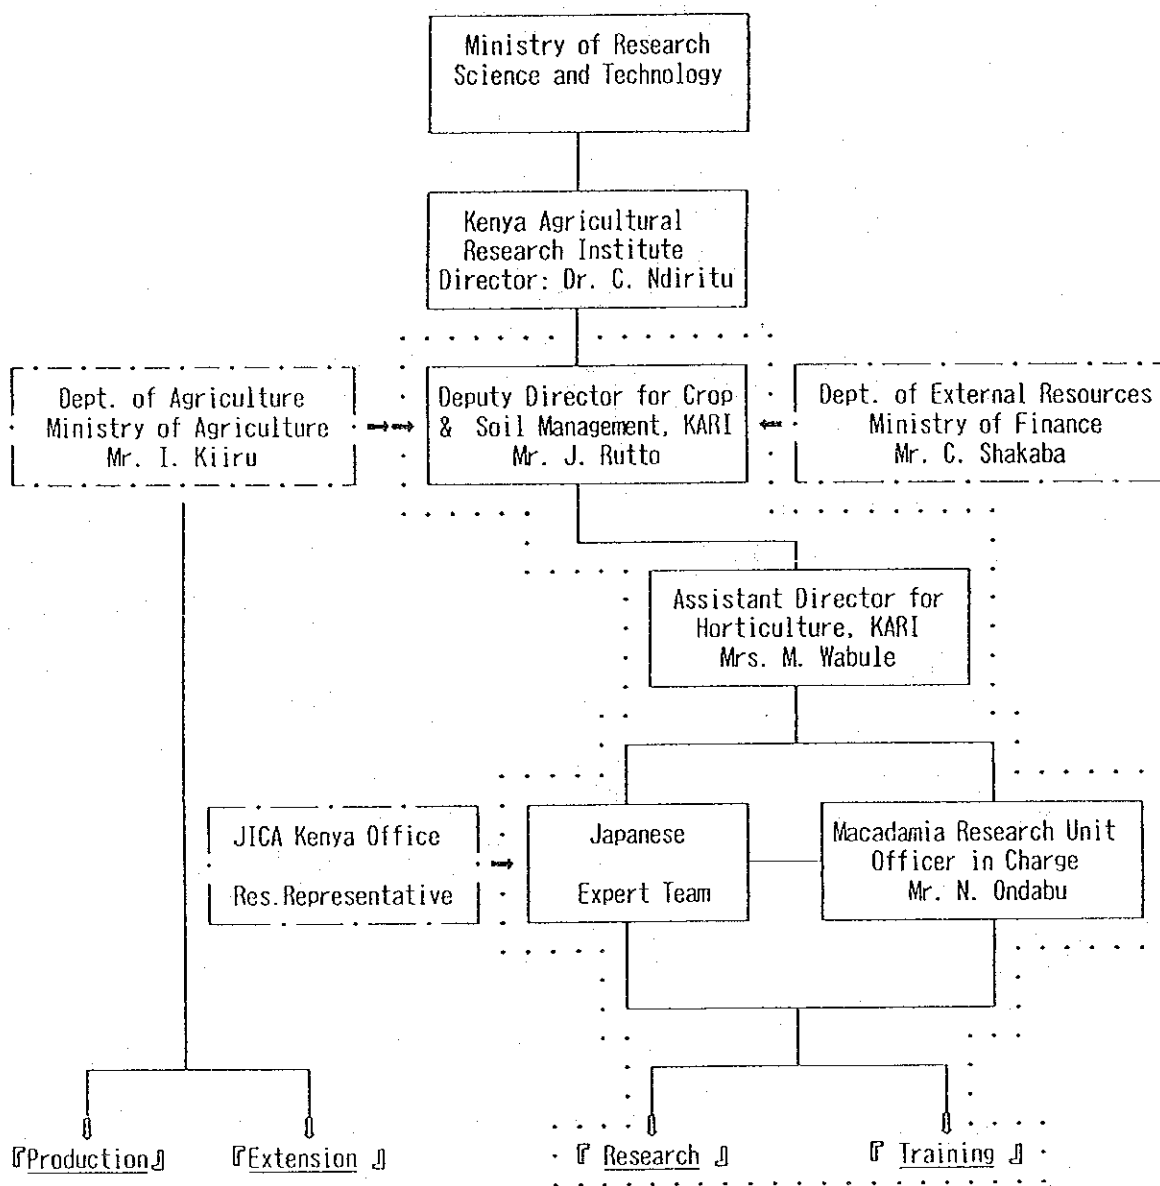 Ministry of Research
Science and Technology
Kenya Agricultural
Research Institute
Director: Dr. C. Ndiritu
Dept. of Agriculture
Ministry of Agriculture
Mr. I. Kiiru
Deputy Director for Crop
& Soil Management, KARI
Mr. J. Rutto
Dept. of External Resources
Ministry of Finance
Mr. C. Shakaba
Assistant Director for
Horticulture, KARI
Mrs. M. Wabule
JICA Kenya Office
Res.Representative
Japanese
Expert Team
Macadamia Research Unit
Officer in Charge
Mr. N. Ondabu
『Production』
『Extension 』
『 Research 』
『 Training 』